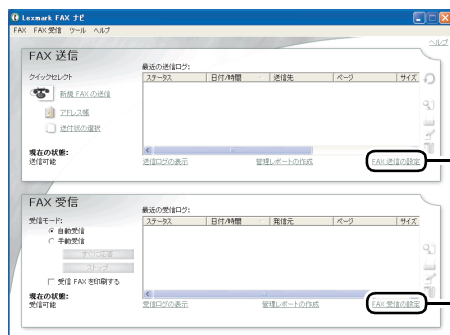 Lexmark FAX ナビ
FAX FAX 受信 ツール ヘルプ
ヘルプ
FAX 送信
最近の送信ログ:
クイックセレクト
ステータス 日付/時間 送信先 ページ サイズ
新規 FAX の送信
アドレス帳
送付状の選択
現在の状態:
送信可能
送信ログの表示 管理レポートの作成 FAX 送信の設定
FAX 受信
最近の受信ログ:
受信モード:
ステータス 日付/時間 発信元 ページ サイズ
自動受信
手動受信
ストップ
受信 FAX を印刷する
現在の状態:
受信可能
受信ログの表示 管理レポートの作成 FAX 受信の設定